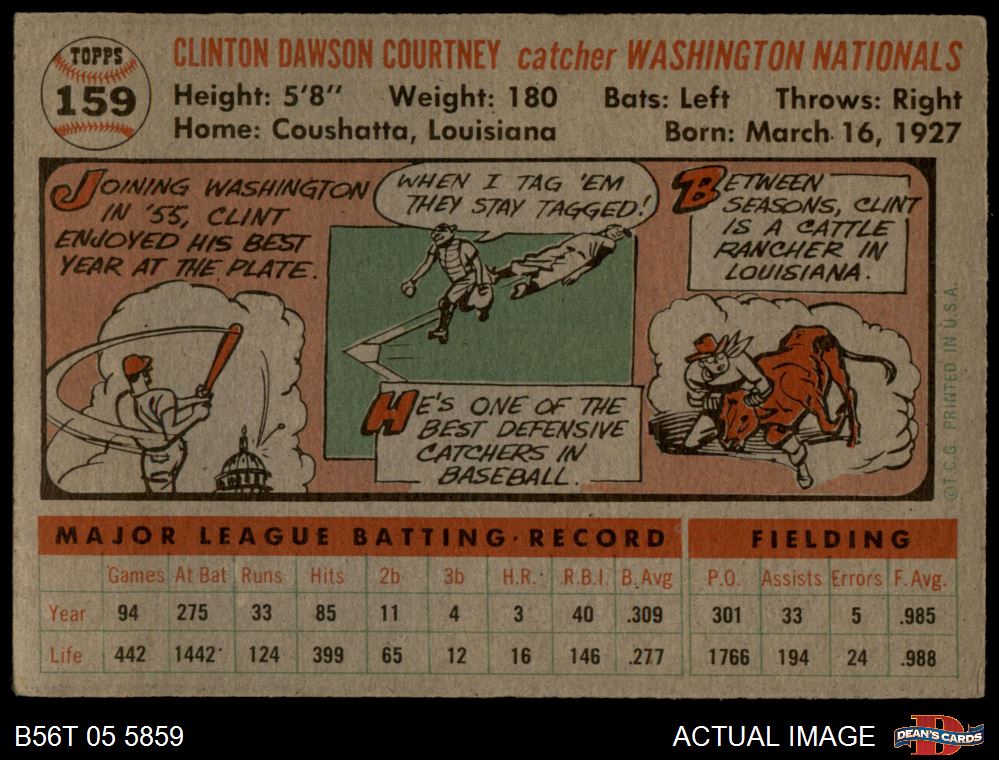 TOPPS
159
CLINTON DAWSON COURTNEY catcher WASHINGTON NATIONALS
Height: 5'8" Weight: 180 Bats: Left Throws: Right
Home: Coushatta, Louisiana Born: March 16, 1927
JOINING WASHINGTON
IN '55, CLINT
ENJOYED HIS BEST
YEAR AT THE PLATE.
WHEN I TAG 'EM
THEY STAY TAGGED!
HE'S ONE OF THE
BEST DEFENSIVE
CATCHERS IN
BASEBALL.
BETWEEN
SEASONS, CLINT
IS A CATTLE
RANCHER IN
LOUISIANA.
©T.C.G. PRINTED IN U.S.A.
MAJOR LEAGUE BATTING RECORD FIELDING
Games At Bat Runs Hits 2b 3b H.R. R.B.I. B.Avg P.O. Assists Errors F.Avg.
Year 94 275 33 85 11 4 3 40 .309 301 33 5 .985
Life 442 1442 124 399 65 12 16 146 .277 1766 194 24 .988
B56T 05 5859 ACTUAL IMAGE DEAN'S CARDS